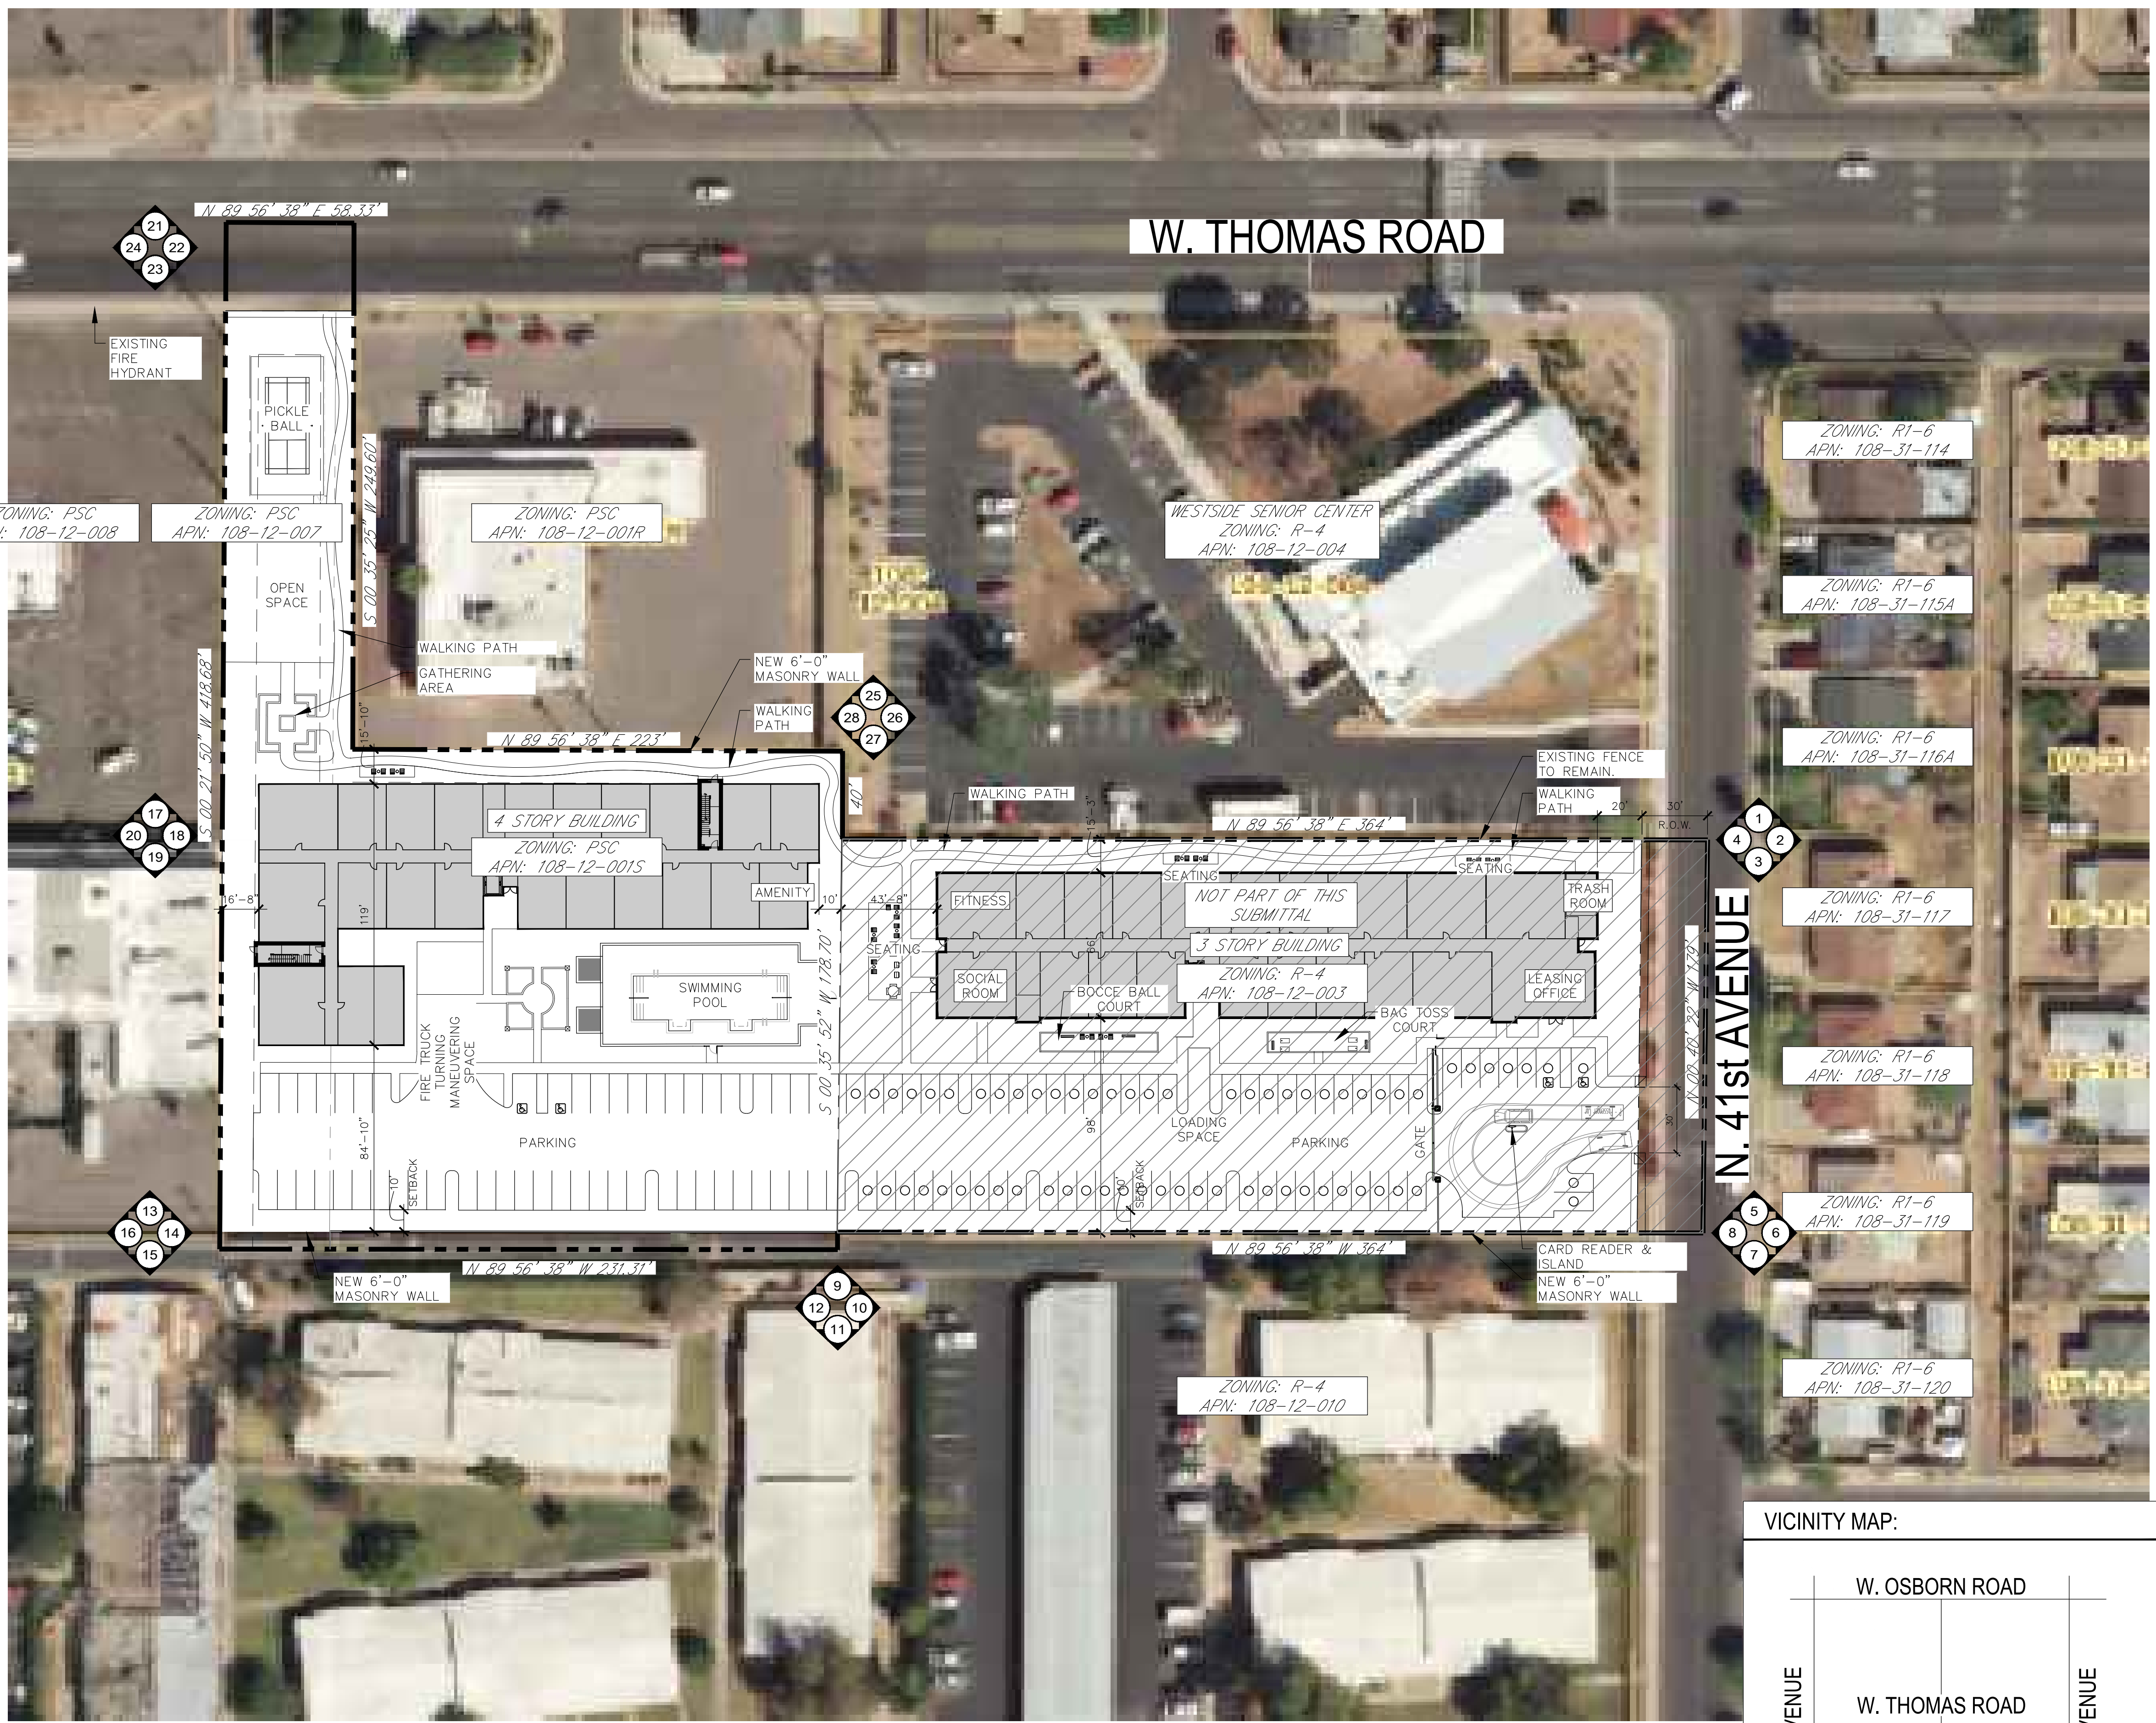 N 89 56' 38" E 58.33'
W. THOMAS ROAD
21
24
22
23
EXISTING
FIRE
HYDRANT
PICKLE
BALL
S 00 35' 25" W 249.60'
ZONING: R1-6
APN: 108-31-114
ZONING: PSC
108-12-008
ZONING: PSC
APN: 108-12-007
ZONING: PSC
APN: 108-12-001R
WESTSIDE SENIOR CENTER
ZONING: R-4
APN: 108-12-004
OPEN
SPACE
ZONING: R1-6
APN: 108-31-115A
WALKING PATH
GATHERING
AREA
S 00 21' 50" W 418.68'
NEW 6'-0"
MASONRY WALL
WALKING
PATH
25
28
26
27
15'-10"
N 89 56' 38" E 223'
40'
ZONING: R1-6
APN: 108-31-116A
EXISTING FENCE
TO REMAIN.
WALKING PATH
WALKING
PATH
15'-3"
N 89 56' 38" E 364'
20'
30'
R.O.W.
17
20
18
19
1
4
2
3
4 STORY BUILDING
ZONING: PSC
APN: 108-12-001S
AMENITY
16'-8"
119'
10'
43'-8"
SEATING
SEATING
SEATING
FITNESS
NOT PART OF THIS
SUBMITTAL
TRASH
ROOM
66'
3 STORY BUILDING
ZONING: R-4
APN: 108-12-003
SOCIAL
ROOM
LEASING
OFFICE
BOCCE BALL
COURT
BAG TOSS
COURT
ZONING: R1-6
APN: 108-31-117
N 00 40' 22" W 179'
N. 41st AVENUE
SWIMMING
POOL
S 00 35' 52" W 178.70'
FIRE TRUCK
TURNING
MANEUVERING
SPACE
ZONING: R1-6
APN: 108-31-118
PARKING
84'-10"
10'
SETBACK
98'
LOADING
SPACE
PARKING
GATE
30'
10'
SETBACK
13
16
14
15
5
8
6
7
ZONING: R1-6
APN: 108-31-119
N 89 56' 38" W 231.31'
N 89 56' 38" W 364'
NEW 6'-0"
MASONRY WALL
CARD READER &
ISLAND
NEW 6'-0"
MASONRY WALL
9
12
10
11
ZONING: R-4
APN: 108-12-010
ZONING: R1-6
APN: 108-31-120
VICINITY MAP:
W. OSBORN ROAD
W. THOMAS ROAD